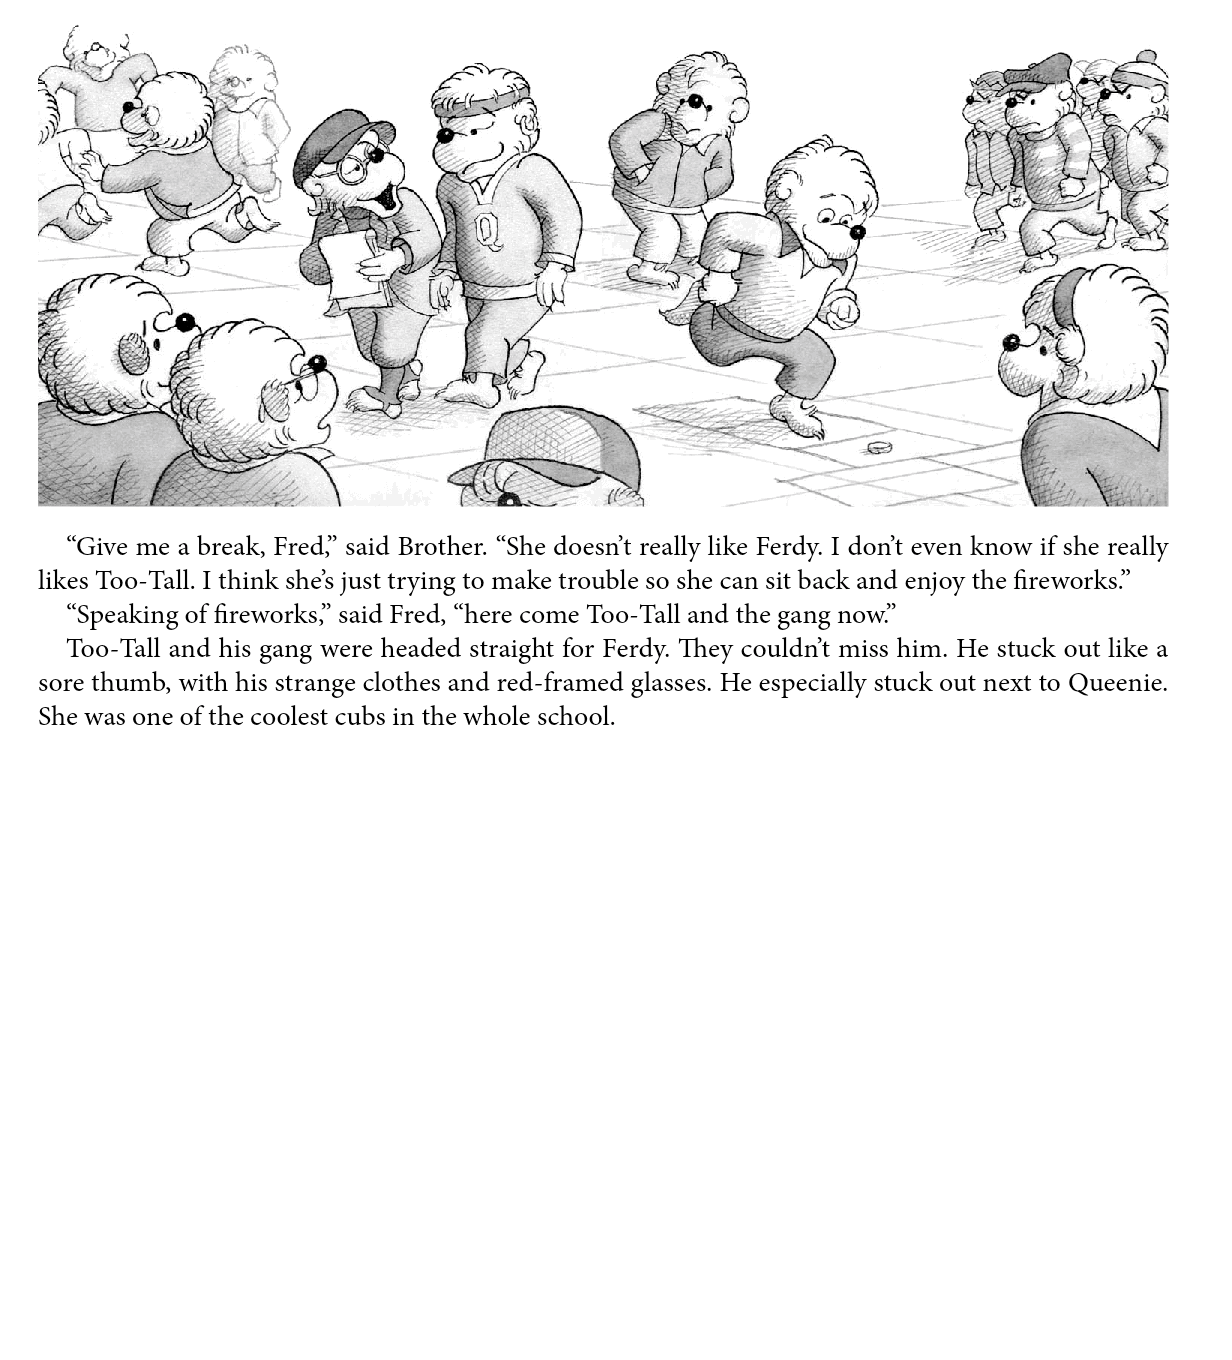 Q
“Give me a break, Fred,” said Brother. “She doesn’t really like Ferdy. I don’t even know if she really
likes Too-Tall. I think she’s just trying to make trouble so she can sit back and enjoy the fireworks.”
“Speaking of fireworks,” said Fred, “here come Too-Tall and the gang now.”
Too-Tall and his gang were headed straight for Ferdy. They couldn’t miss him. He stuck out like a
sore thumb, with his strange clothes and red-framed glasses. He especially stuck out next to Queenie.
She was one of the coolest cubs in the whole school.